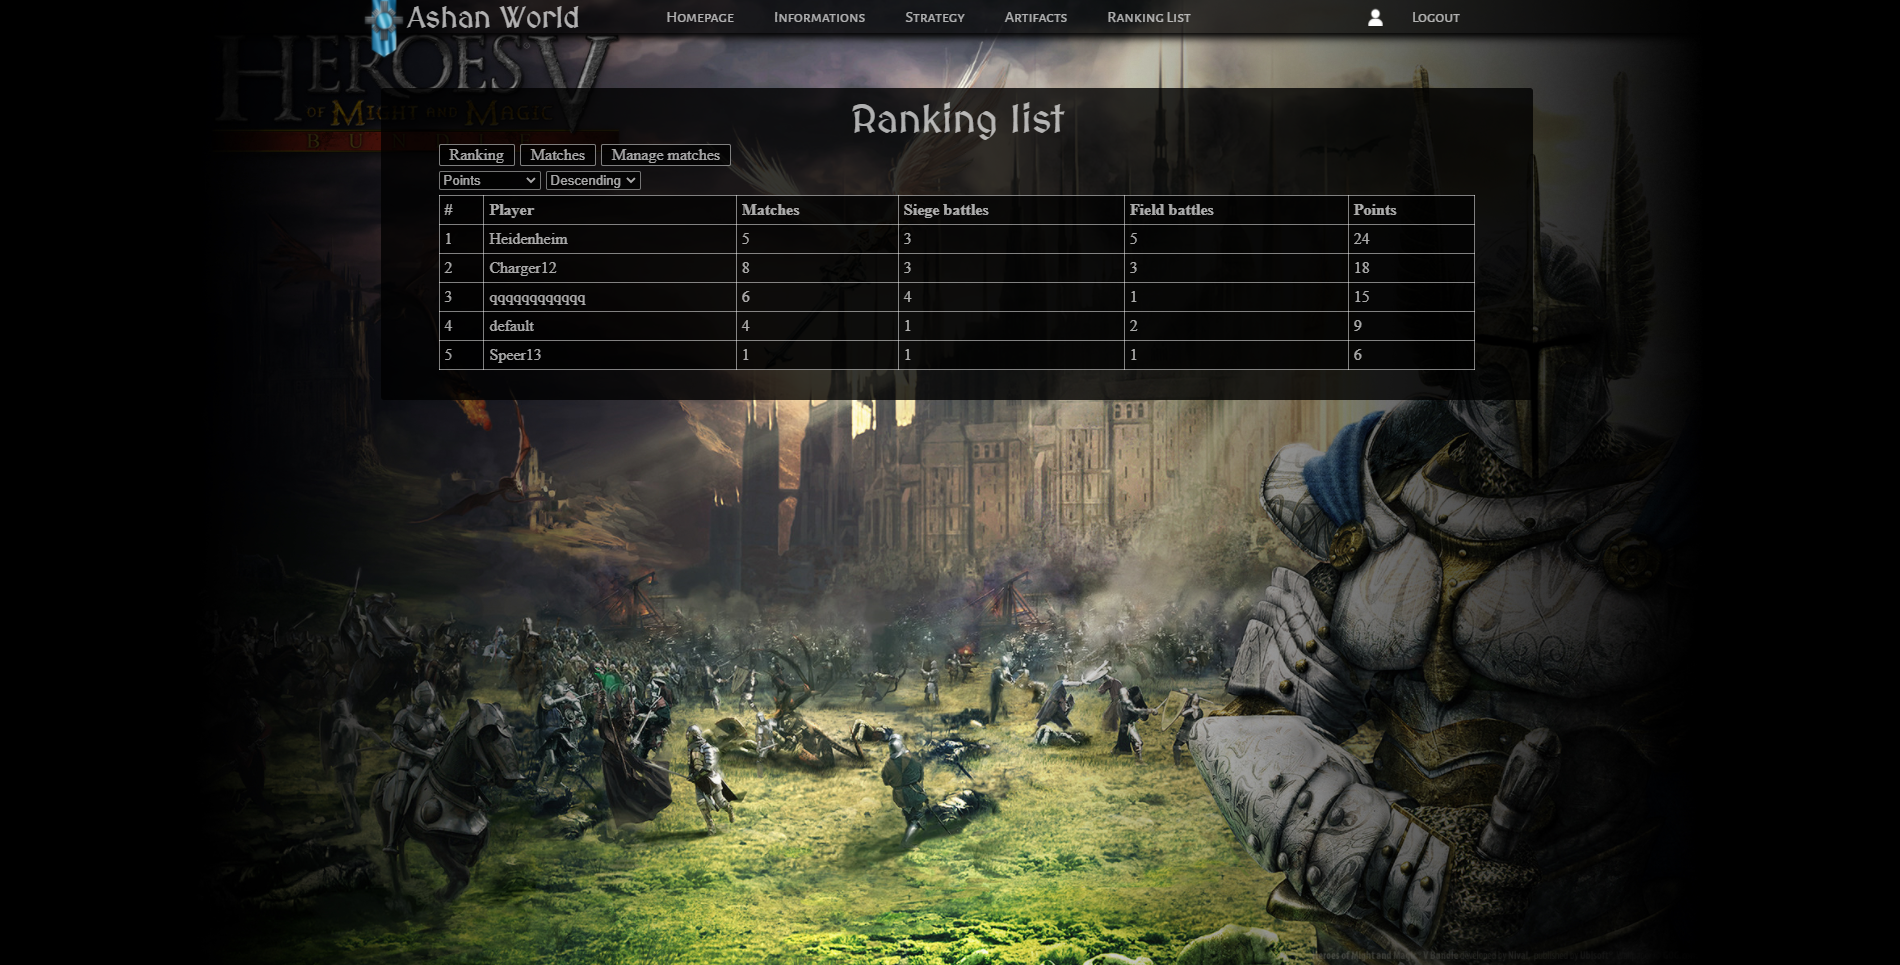 Ashan World
Homepage Informations Strategy Artifacts Ranking List Logout
HEROES V
OF MIGHT AND MAGIC
Ranking list
Ranking Matches Manage matches
Points Descending
# Player Matches Siege battles Field battles Points
1 Heidenheim 5 3 5 24
2 Charger12 8 3 3 18
3 qqqqqqqqqqqq 6 4 1 15
4 default 4 1 2 9
5 Speer13 1 1 1 6